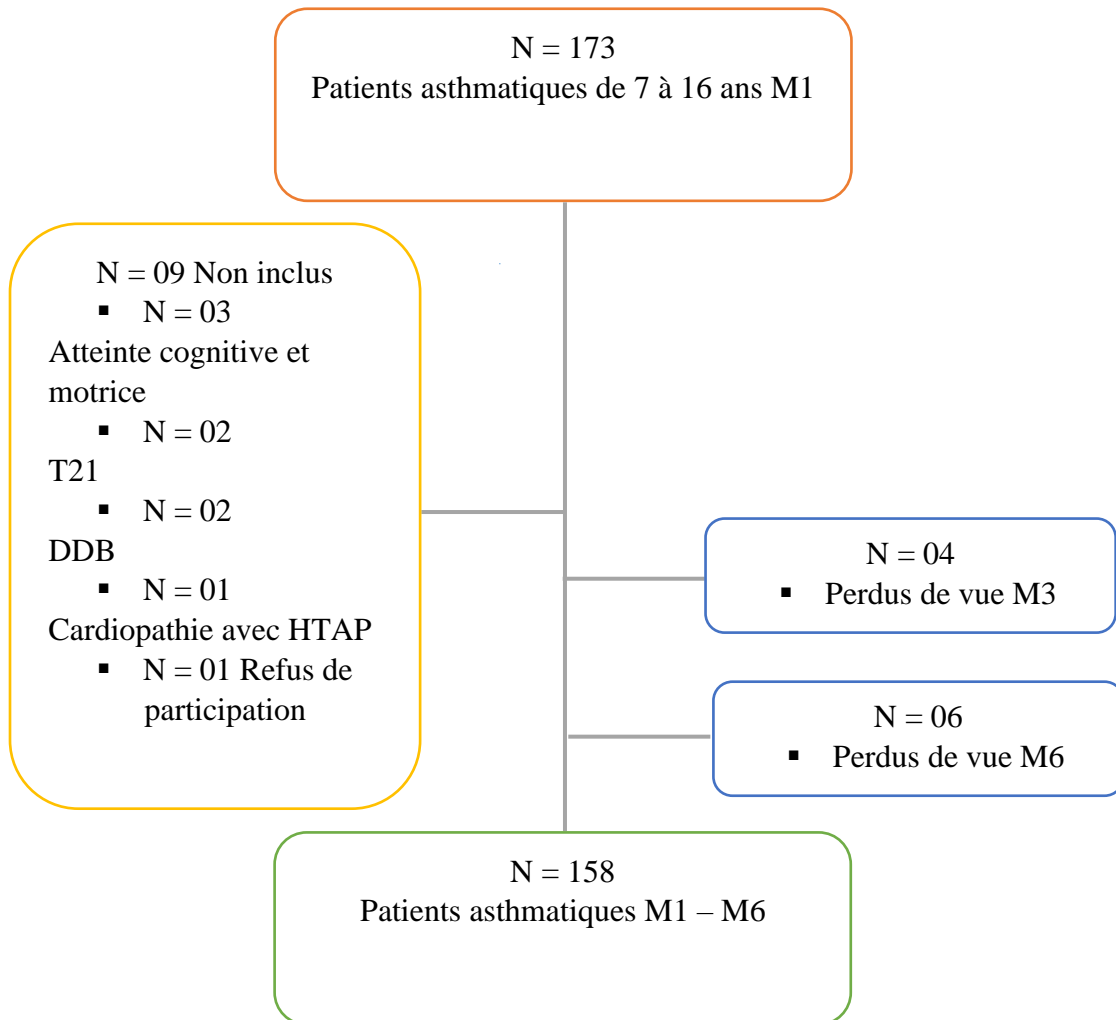 N = 173
Patients asthmatiques de 7 à 16 ans M1
N = 09 Non inclus
▪ N = 03
Atteinte cognitive et
motrice
▪ N = 02
T21
▪ N = 02
DDB
▪ N = 01
Cardiopathie avec HTAP
▪ N = 01 Refus de
participation
N = 04
▪ Perdus de vue M3
N = 06
▪ Perdus de vue M6
N = 158
Patients asthmatiques M1 – M6